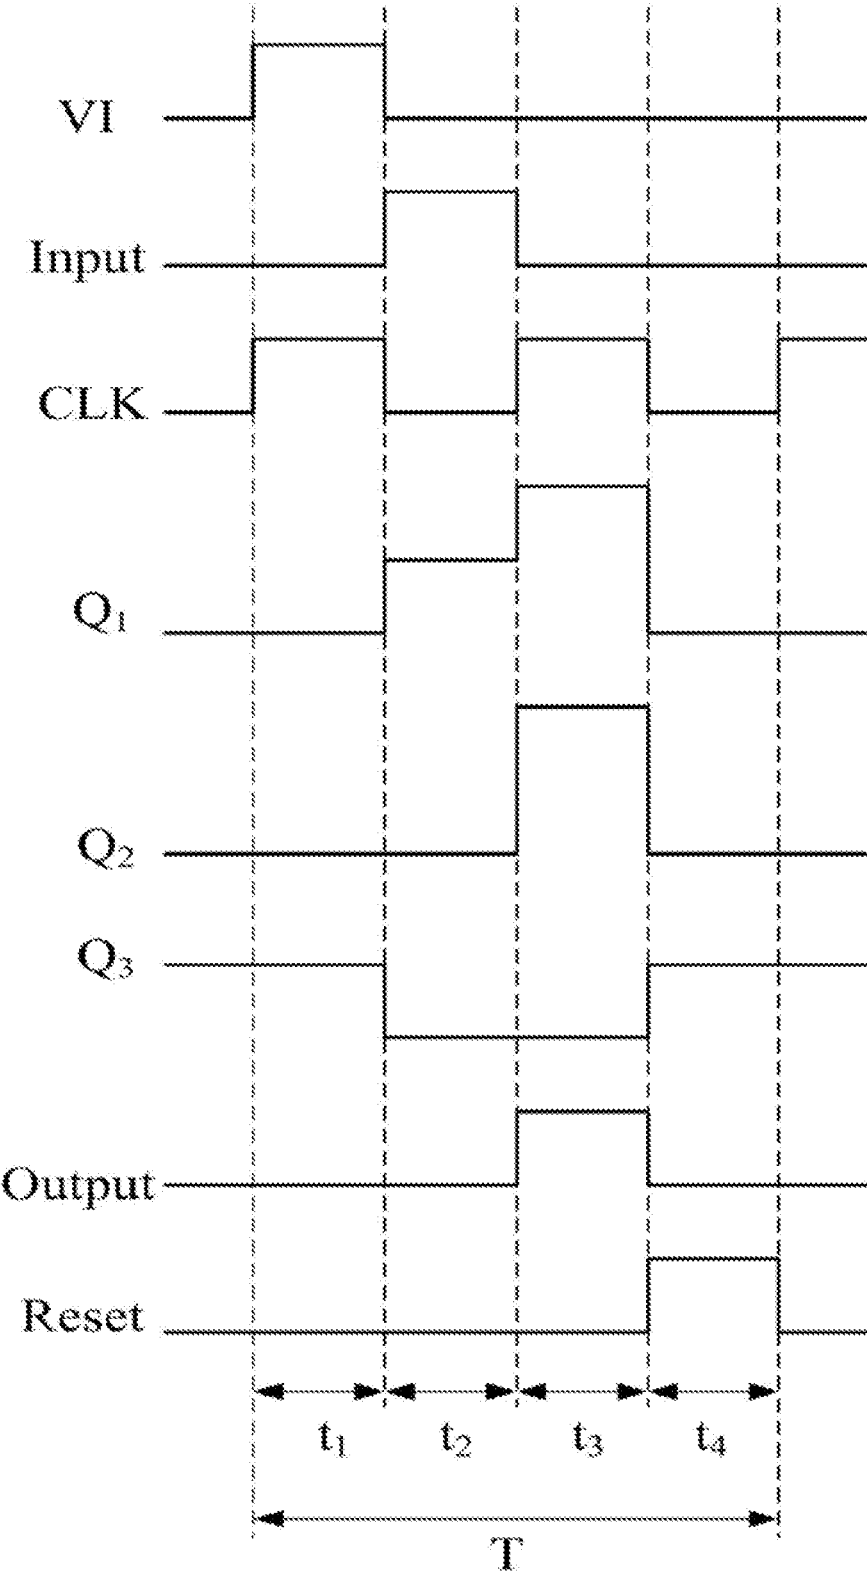 VI
Input
CLK
Q₁
Q₂
Q₃
Output
Reset
t₁ t₂ t₃ t₄
T